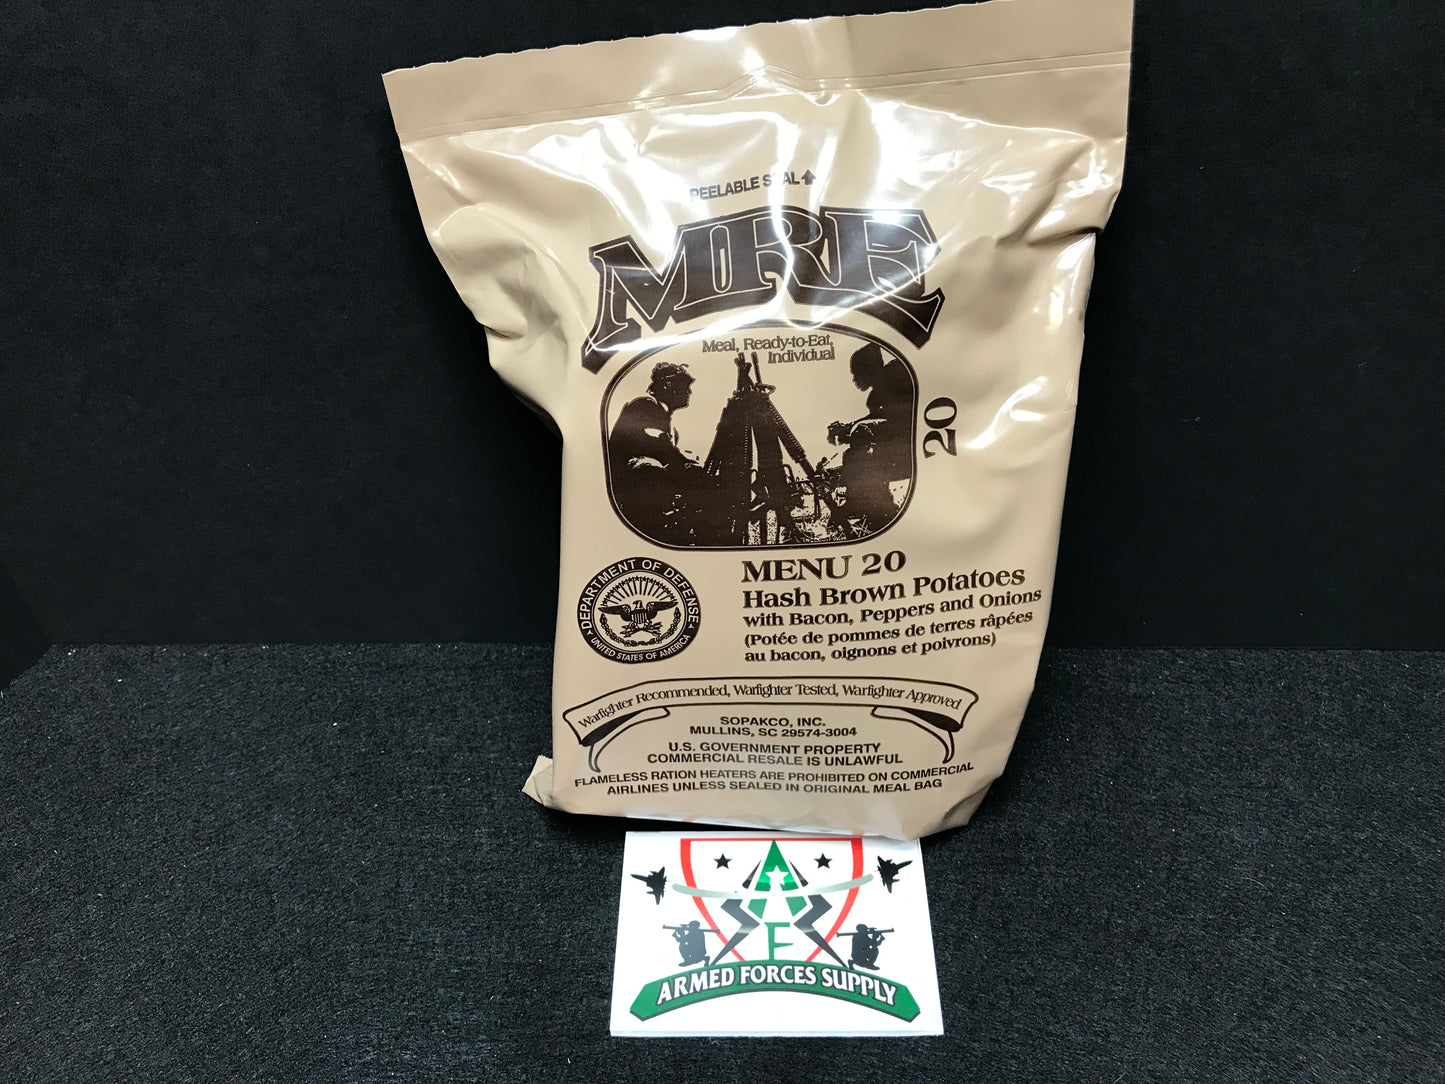 PEELABLE SEAL
MRE
Meal, Ready-to-Eat,
Individual
20
MENU 20
Hash Brown Potatoes
with Bacon, Peppers and Onions
(Potée de pommes de terres râpées
au bacon, oignons et poivrons)
DEPARTMENT OF DEFENSE
UNITED STATES OF AMERICA
Warfighter Recommended, Warfighter Tested, Warfighter Approved
SOPAKCO, INC.
MULLINS, SC 29574-3004
U.S. GOVERNMENT PROPERTY
COMMERCIAL RESALE IS UNLAWFUL
FLAMELESS RATION HEATERS ARE PROHIBITED ON COMMERCIAL
AIRLINES UNLESS SEALED IN ORIGINAL MEAL BAG
A
F S
ARMED FORCES SUPPLY